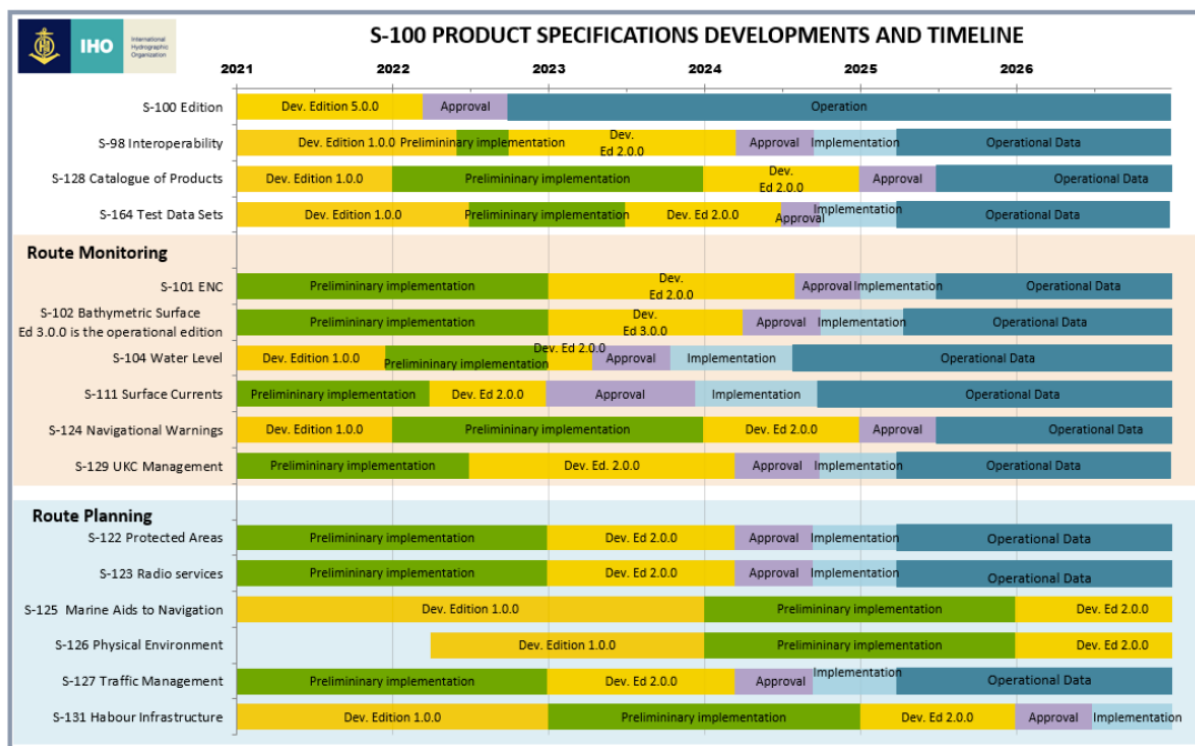 IHO
International
Hydrographic
Organization
S-100 PRODUCT SPECIFICATIONS DEVELOPMENTS AND TIMELINE
2021 2022 2023 2024 2025 2026
S-100 Edition Dev. Edition 5.0.0 Approval Operation
S-98 Interoperability Dev. Edition 1.0.0 Prelimininary implementation Dev. Ed 2.0.0 Approval Implementation Operational Data
S-128 Catalogue of Products Dev. Edition 1.0.0 Prelimininary implementation Dev. Ed 2.0.0 Approval Operational Data
S-164 Test Data Sets Dev. Edition 1.0.0 Prelimininary implementation Dev. Ed 2.0.0 Approval Implementation Operational Data
Route Monitoring
S-101 ENC Prelimininary implementation Dev. Ed 2.0.0 Approval Implementation Operational Data
S-102 Bathymetric Surface
Ed 3.0.0 is the operational edition Prelimininary implementation Dev. Ed 3.0.0 Approval Implementation Operational Data
S-104 Water Level Dev. Edition 1.0.0 Prelimininary implementation Dev. Ed 2.0.0 Approval Implementation Operational Data
S-111 Surface Currents Prelimininary implementation Dev. Ed 2.0.0 Approval Implementation Operational Data
S-124 Navigational Warnings Dev. Edition 1.0.0 Prelimininary implementation Dev. Ed 2.0.0 Approval Operational Data
S-129 UKC Management Prelimininary implementation Dev. Ed. 2.0.0 Approval Implementation Operational Data
Route Planning
S-122 Protected Areas Prelimininary implementation Dev. Ed 2.0.0 Approval Implementation Operational Data
S-123 Radio services Prelimininary implementation Dev. Ed 2.0.0 Approval Implementation Operational Data
S-125 Marine Aids to Navigation Dev. Edition 1.0.0 Prelimininary implementation Dev. Ed 2.0.0
S-126 Physical Environment Dev. Edition 1.0.0 Prelimininary implementation Dev. Ed 2.0.0
S-127 Traffic Management Prelimininary implementation Dev. Ed 2.0.0 Approval Implementation Operational Data
S-131 Habour Infrastructure Dev. Edition 1.0.0 Prelimininary implementation Dev. Ed 2.0.0 Approval Implementation